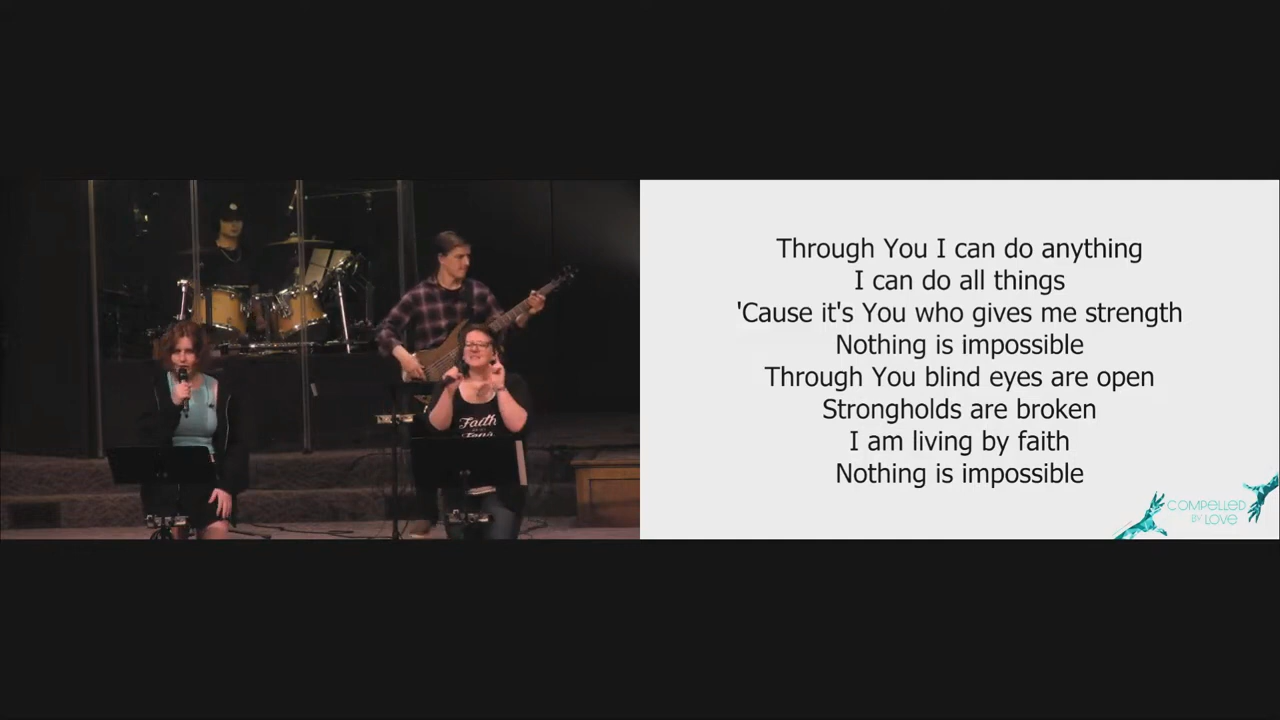 Faith
Through You I can do anything
I can do all things
'Cause it's You who gives me strength
Nothing is impossible
Through You blind eyes are open
Strongholds are broken
I am living by faith
Nothing is impossible
COMPELLED
BY LOVE